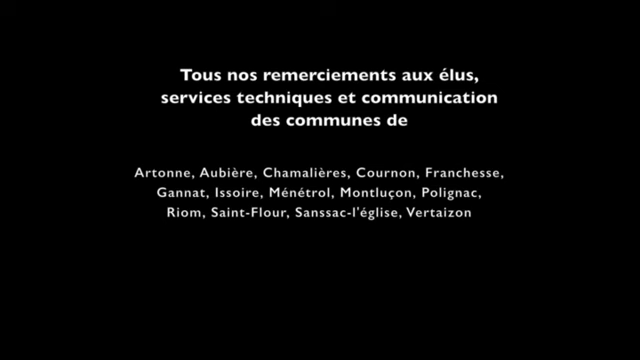 Tous nos remerciements aux élus,
services techniques et communication
des communes de
Artonne, Aubière, Chamalières, Cournon, Franchesse,
Gannat, Issoire, Ménétrol, Montluçon, Polignac,
Riom, Saint-Flour, Sanssac-l'église, Vertaizon